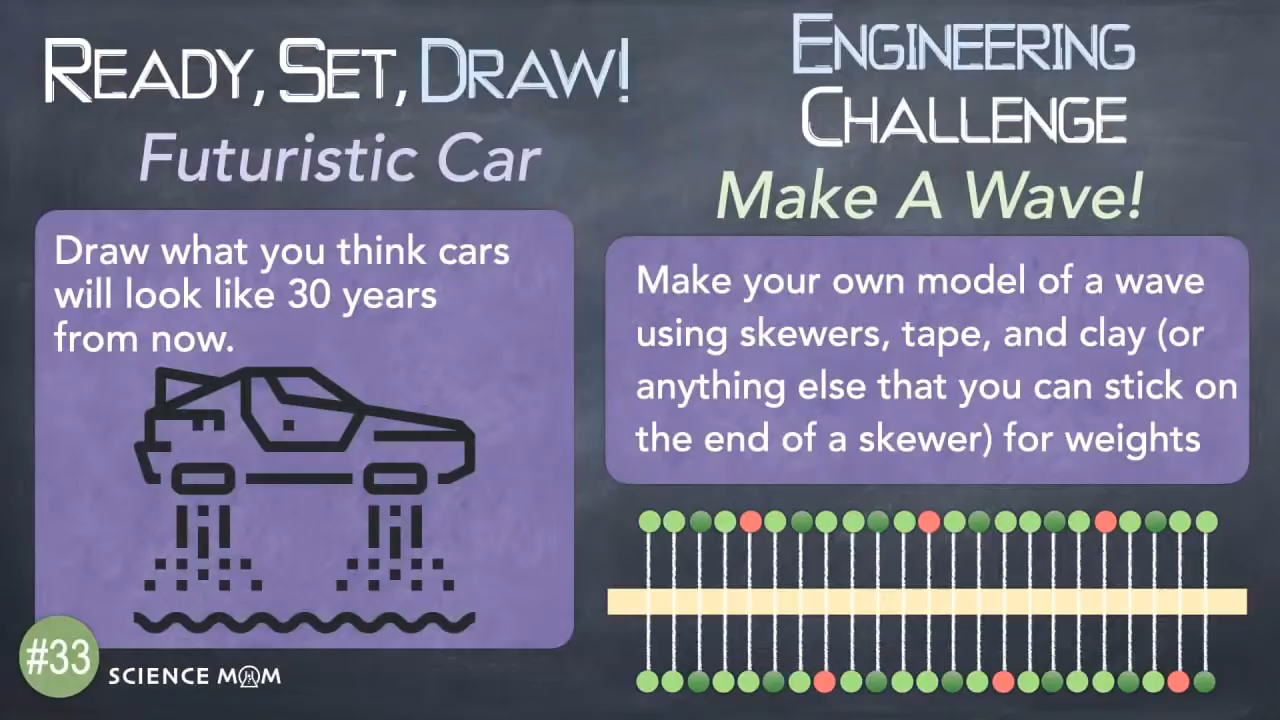 READY, SET, DRAW!
Futuristic Car
Draw what you think cars
will look like 30 years
from now.
ENGINEERING
CHALLENGE
Make A Wave!
Make your own model of a wave
using skewers, tape, and clay (or
anything else that you can stick on
the end of a skewer) for weights
#33
SCIENCE MOM